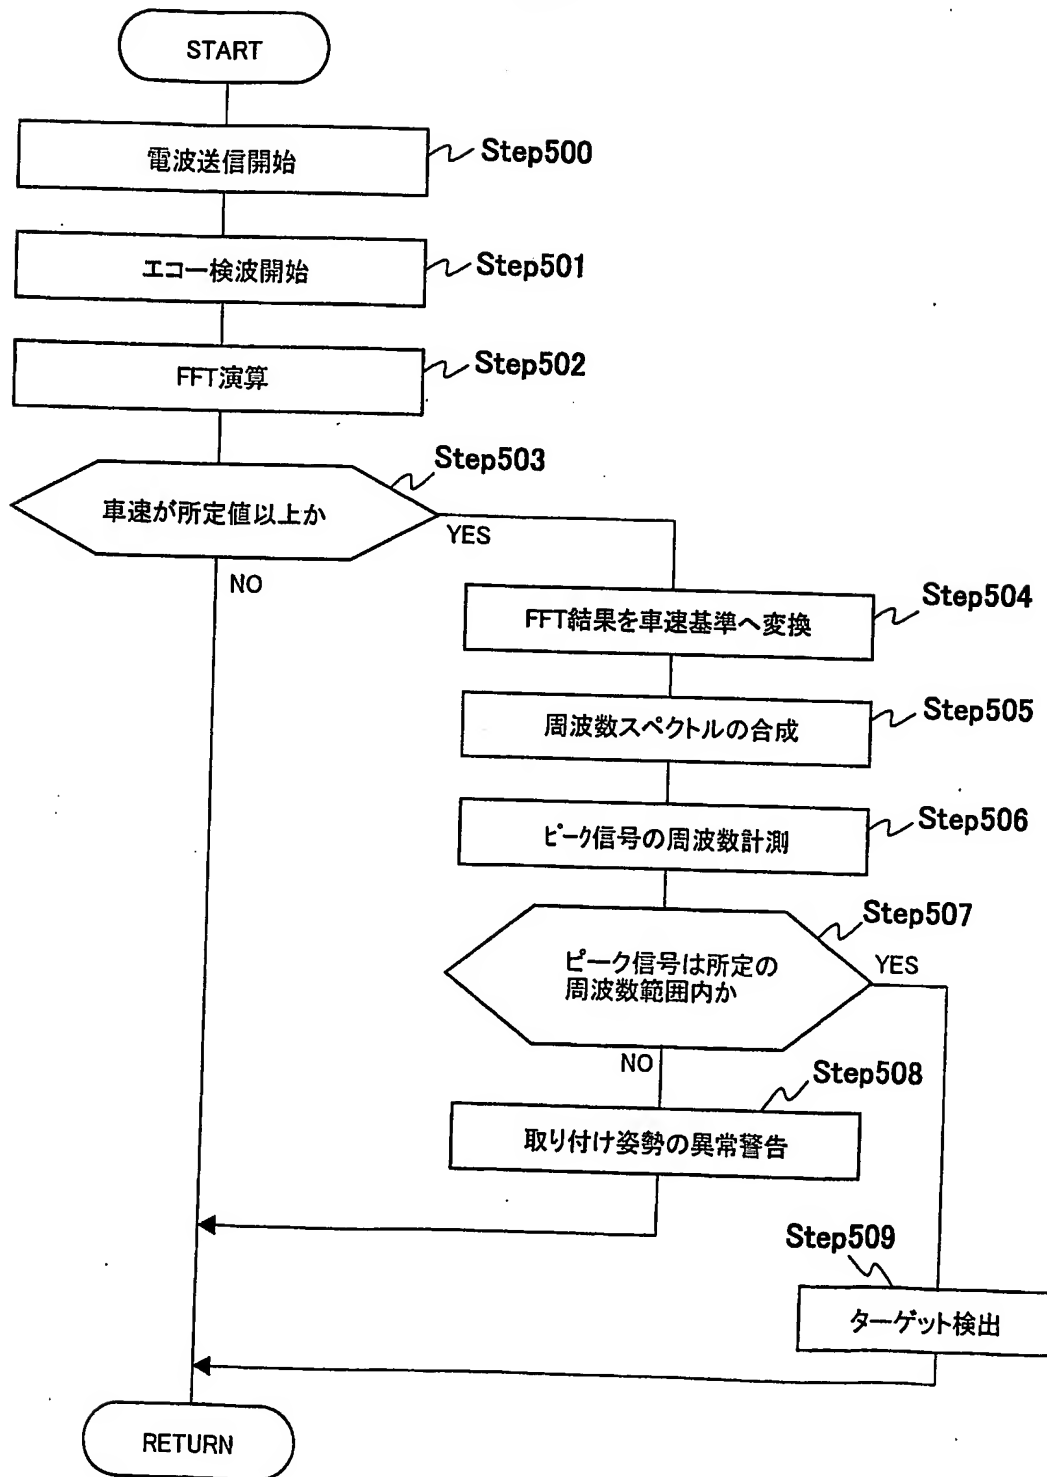 START
電波送信開始
Step500
エコー検波開始
Step501
FFT演算
Step502
Step503
車速が所定値以上か
YES
NO
Step504
FFT結果を車速基準へ変換
Step505
周波数スペクトルの合成
Step506
ピーク信号の周波数計測
Step507
ピーク信号は所定の
周波数範囲内か
YES
NO
Step508
取り付け姿勢の異常警告
Step509
ターゲット検出
RETURN